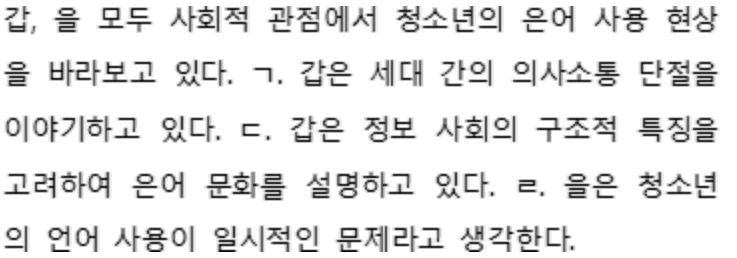 갑, 을 모두 사회적 관점에서 청소년의 은어 사용 현상
을 바라보고 있다. ㄱ. 갑은 세대 간의 의사소통 단절을
이야기하고 있다. ㄷ. 갑은 정보 사회의 구조적 특징을
고려하여 은어 문화를 설명하고 있다. ㄹ. 을은 청소년
의 언어 사용이 일시적인 문제라고 생각한다.